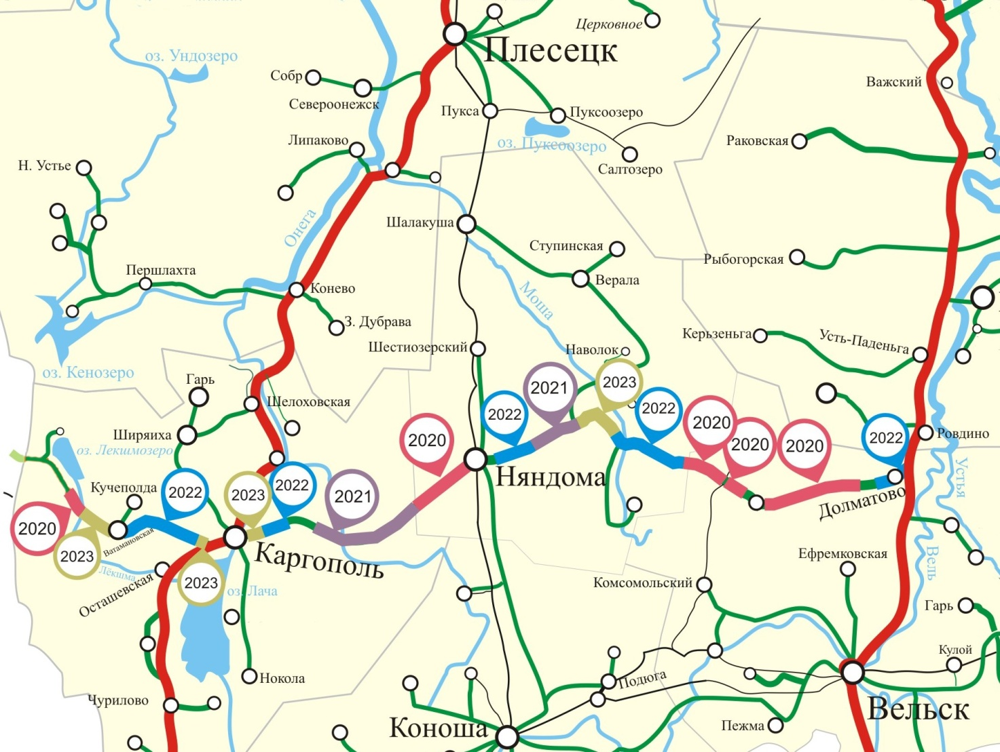 Церковное
Плесецк
оз. Ундозеро
Собр
Североонежск
Важский
Пукса
Пуксоозеро
оз. Пуксоозеро
Липаково
Раковская
Н. Устье
Салтозеро
Онега
Шалакуша
Ступинская
Рыбогорская
Першлахта
Верала
Конево
Моша
З. Дубрава
Керьзеньга
Усть-Паденьга
Шестиозерский
Наволок
оз. Кенозеро
Гарь
2021
2023
Шелоховская
2022
2022
2020
Ширяиха
2020
2020
2020
2022
Ровдино
оз. Лекшмозеро
Няндома
Кучеполда
2022
2023
2022
2021
Устья
Долматово
2020
Ватамановская
2023
Каргополь
Лёкшма
Ефремковская
Вель
Осташевская
2023
оз. Лача
Комсомольский
Гарь
Кулой
Нокола
Подюга
Чурилово
Коноша
Пежма
Вельск